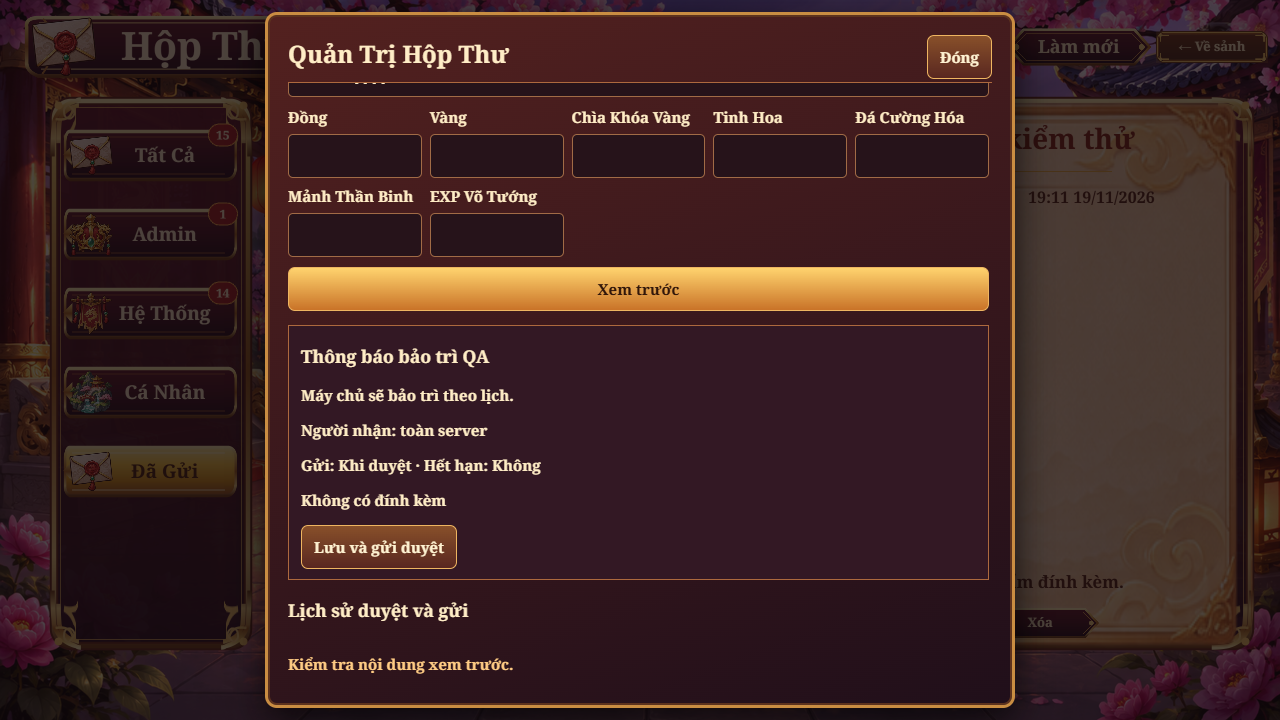 Hộp Th
Quản Trị Hộp Thư
Đóng
Làm mới
← Về sảnh
Tất Cả
15
Admin
1
Hệ Thống
14
Cá Nhân
Đã Gửi
Đồng
Vàng
Chìa Khóa Vàng
Tinh Hoa
Đá Cường Hóa
Mảnh Thần Binh
EXP Võ Tướng
Xem trước
Thông báo bảo trì QA
Máy chủ sẽ bảo trì theo lịch.
Người nhận: toàn server
Gửi: Khi duyệt · Hết hạn: Không
Không có đính kèm
Lưu và gửi duyệt
Lịch sử duyệt và gửi
Kiểm tra nội dung xem trước.
kiểm thử
19:11 19/11/2026
m đính kèm.
Xóa